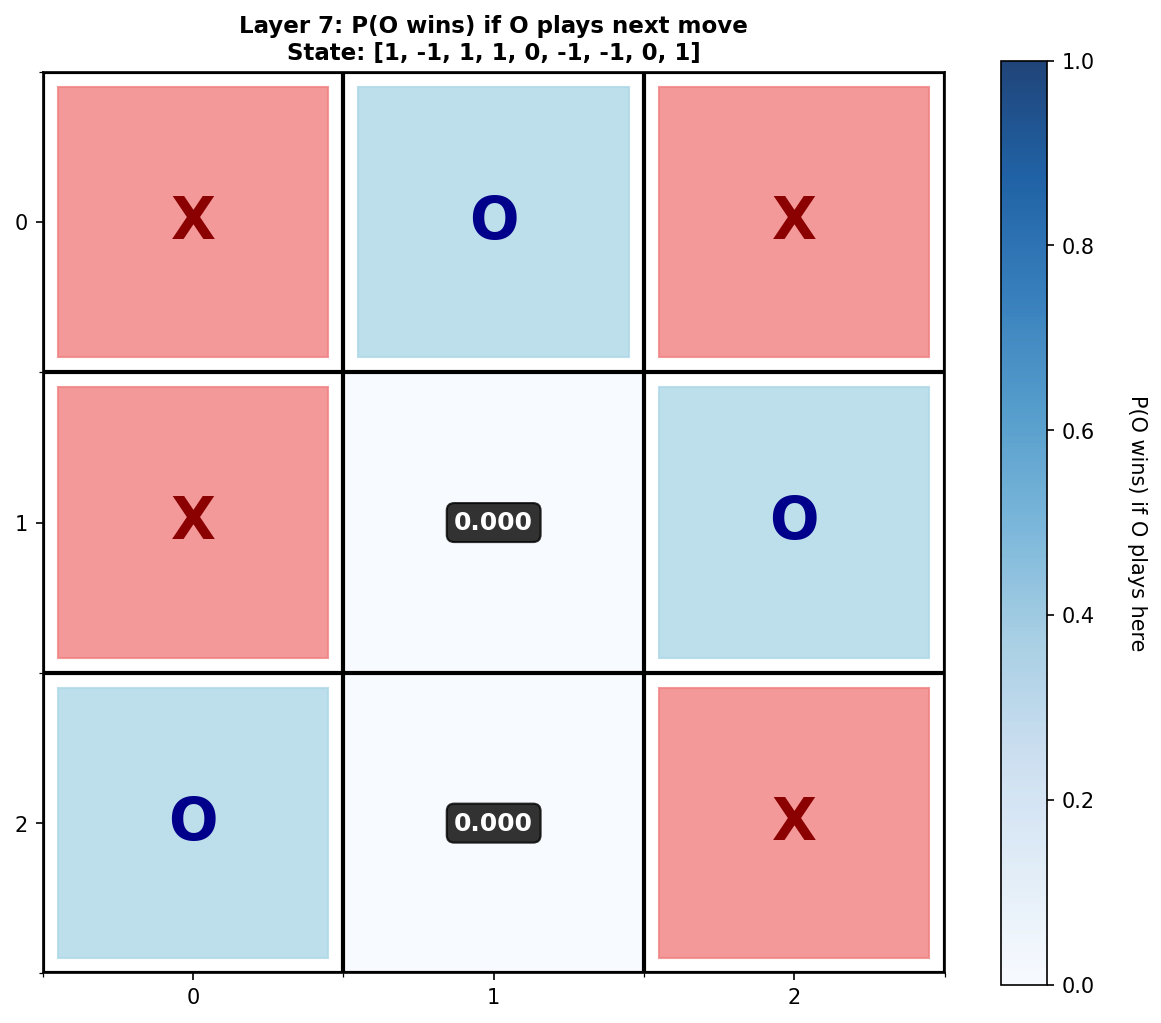 Layer 7: P(O wins) if O plays next move
State: [1, -1, 1, 1, 0, -1, -1, 0, 1]
X
O
X
X
0.000
O
O
0.000
X
0
1
2
0
1
2
1.0
0.8
0.6
0.4
0.2
0.0
P(O wins) if O plays here